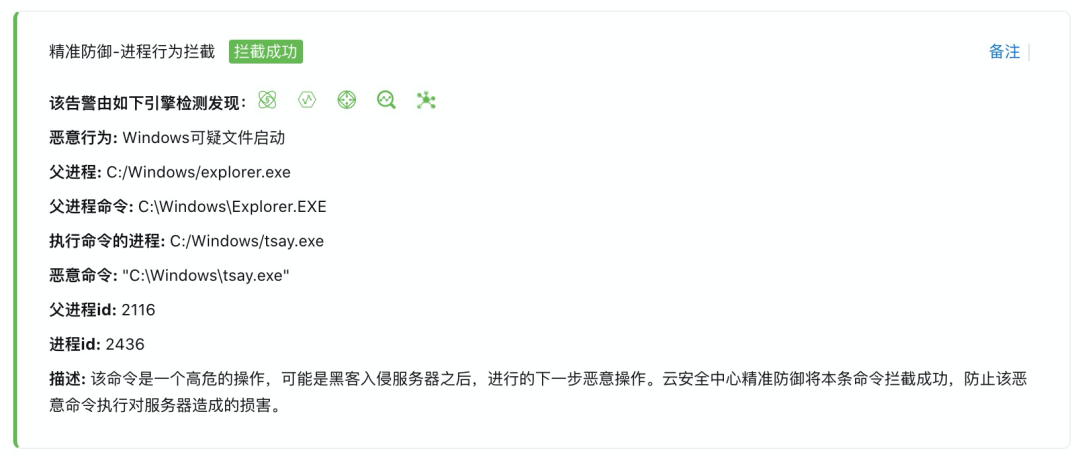 精准防御-进程行为拦截 拦截成功 备注
该告警由如下引擎检测发现：
恶意行为: Windows可疑文件启动
父进程: C:/Windows/explorer.exe
父进程命令: C:\Windows\Explorer.EXE
执行命令的进程: C:/Windows/tsay.exe
恶意命令: "C:\Windows\tsay.exe"
父进程id: 2116
进程id: 2436
描述: 该命令是一个高危的操作，可能是黑客入侵服务器之后，进行的下一步恶意操作。云安全中心精准防御将本条命令拦截成功，防止该恶
意命令执行对服务器造成的损害。